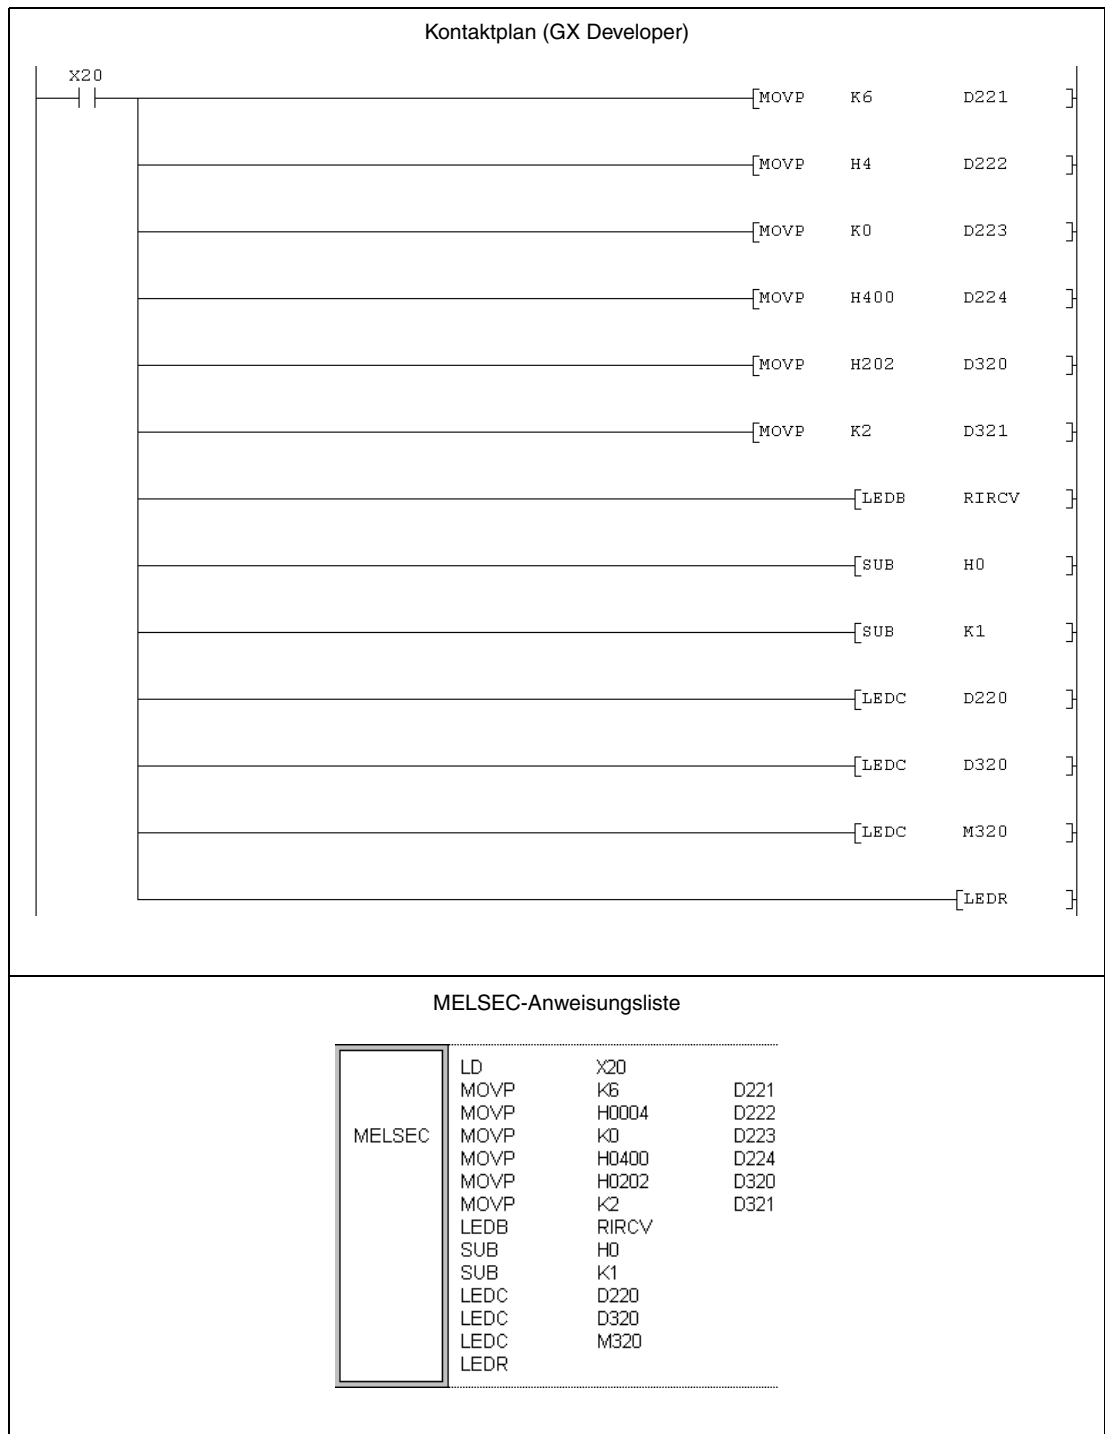 Kontaktplan (GX Developer)
X20
MOVP K6 D221
MOVP H4 D222
MOVP K0 D223
MOVP H400 D224
MOVP H202 D320
MOVP K2 D321
LEDB RIRCV
SUB H0
SUB K1
LEDC D220
LEDC D320
LEDC M320
LEDR
MELSEC-Anweisungsliste
MELSEC
LD X20
MOVP K6 D221
MOVP H0004 D222
MOVP K0 D223
MOVP H0400 D224
MOVP H0202 D320
MOVP K2 D321
LEDB RIRCV
SUB H0
SUB K1
LEDC D220
LEDC D320
LEDC M320
LEDR